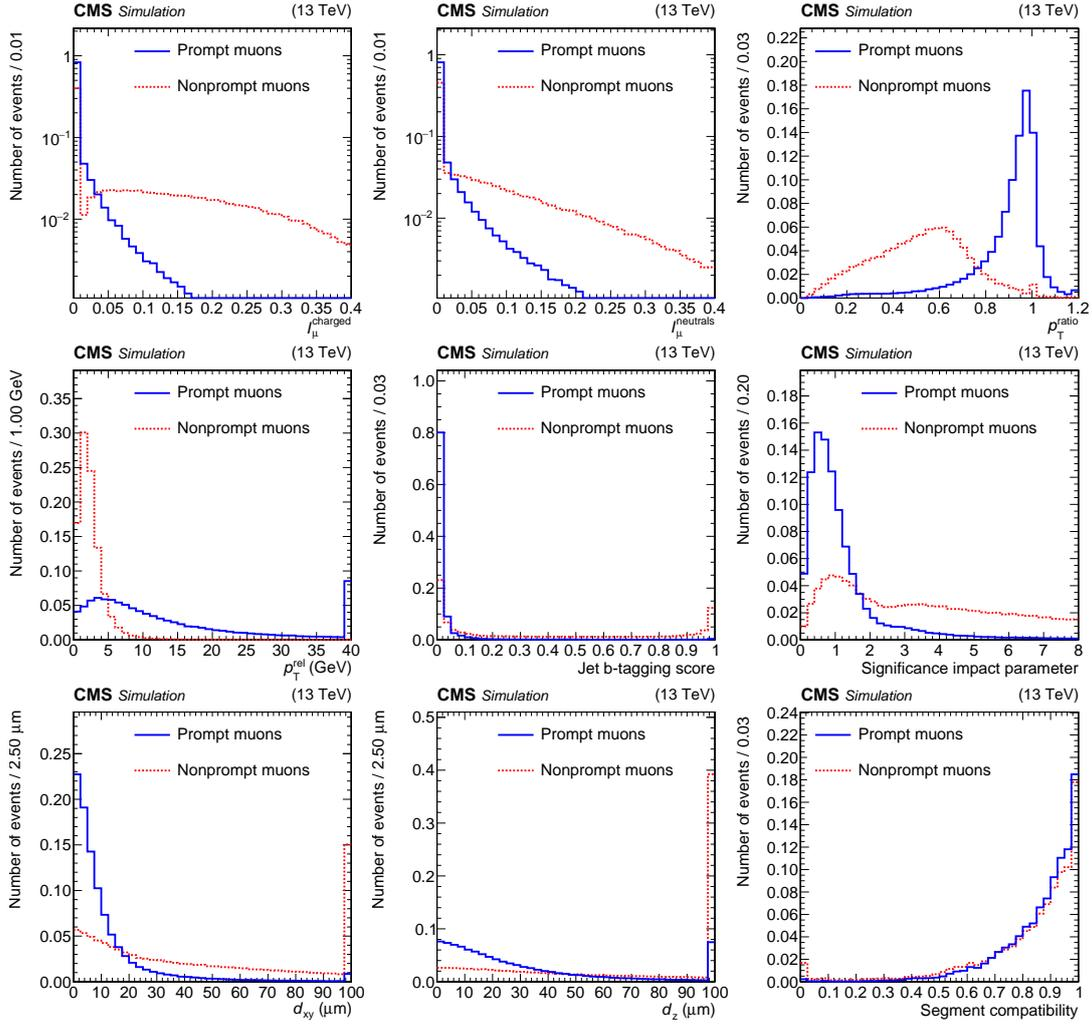 CMS Simulation (13 TeV)
Number of events / 0.01
Prompt muons
Nonprompt muons
1
10⁻¹
10⁻²
0 0.05 0.1 0.15 0.2 0.25 0.3 0.35 0.4
I_μ^charged
CMS Simulation (13 TeV)
Number of events / 0.01
Prompt muons
Nonprompt muons
1
10⁻¹
10⁻²
0 0.05 0.1 0.15 0.2 0.25 0.3 0.35 0.4
I_μ^neutrals
CMS Simulation (13 TeV)
Number of events / 0.03
Prompt muons
Nonprompt muons
0.22
0.20
0.18
0.16
0.14
0.12
0.10
0.08
0.06
0.04
0.02
0.00
0 0.2 0.4 0.6 0.8 1 1.2
p_T^ratio
CMS Simulation (13 TeV)
Number of events / 1.00 GeV
Prompt muons
Nonprompt muons
0.35
0.30
0.25
0.20
0.15
0.10
0.05
0.00
0 5 10 15 20 25 30 35 40
p_T^rel (GeV)
CMS Simulation (13 TeV)
Number of events / 0.03
Prompt muons
Nonprompt muons
1.0
0.8
0.6
0.4
0.2
0.0
0 0.1 0.2 0.3 0.4 0.5 0.6 0.7 0.8 0.9 1
Jet b-tagging score
CMS Simulation (13 TeV)
Number of events / 0.20
Prompt muons
Nonprompt muons
0.18
0.16
0.14
0.12
0.10
0.08
0.06
0.04
0.02
0.00
0 1 2 3 4 5 6 7 8
Significance impact parameter
CMS Simulation (13 TeV)
Number of events / 2.50 μm
Prompt muons
Nonprompt muons
0.25
0.20
0.15
0.10
0.05
0.00
0 10 20 30 40 50 60 70 80 90 100
d_xy (μm)
CMS Simulation (13 TeV)
Number of events / 2.50 μm
Prompt muons
Nonprompt muons
0.5
0.4
0.3
0.2
0.1
0.0
0 10 20 30 40 50 60 70 80 90 100
d_z (μm)
CMS Simulation (13 TeV)
Number of events / 0.03
Prompt muons
Nonprompt muons
0.24
0.22
0.20
0.18
0.16
0.14
0.12
0.10
0.08
0.06
0.04
0.02
0.00
0 0.1 0.2 0.3 0.4 0.5 0.6 0.7 0.8 0.9 1
Segment compatibility